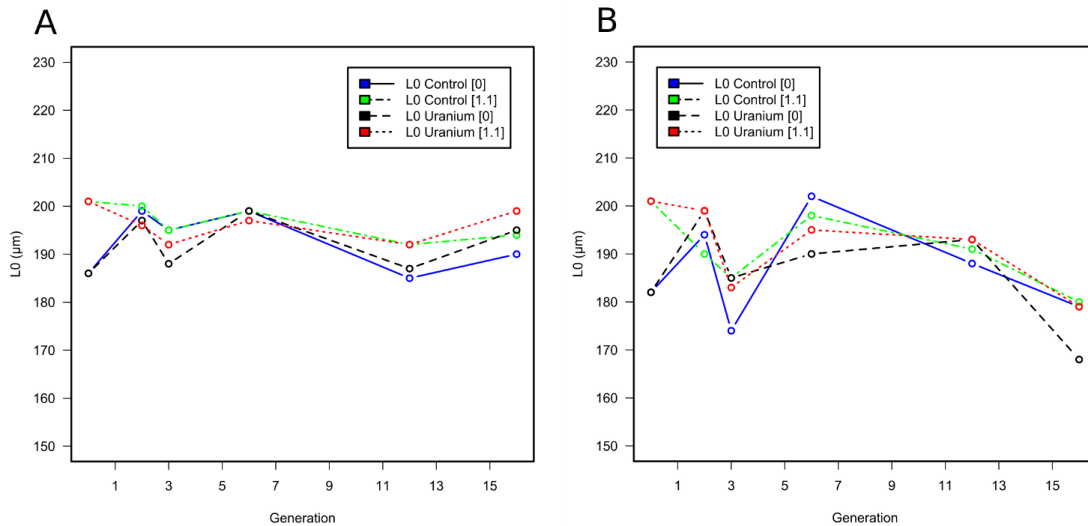 A
230
220
210
200
190
180
170
160
150
L0 (µm)
L0 Control [0]
L0 Control [1.1]
L0 Uranium [0]
L0 Uranium [1.1]
1 3 5 7 9 11 13 15
Generation
B
230
220
210
200
190
180
170
160
150
L0 (µm)
L0 Control [0]
L0 Control [1.1]
L0 Uranium [0]
L0 Uranium [1.1]
1 3 5 7 9 11 13 15
Generation